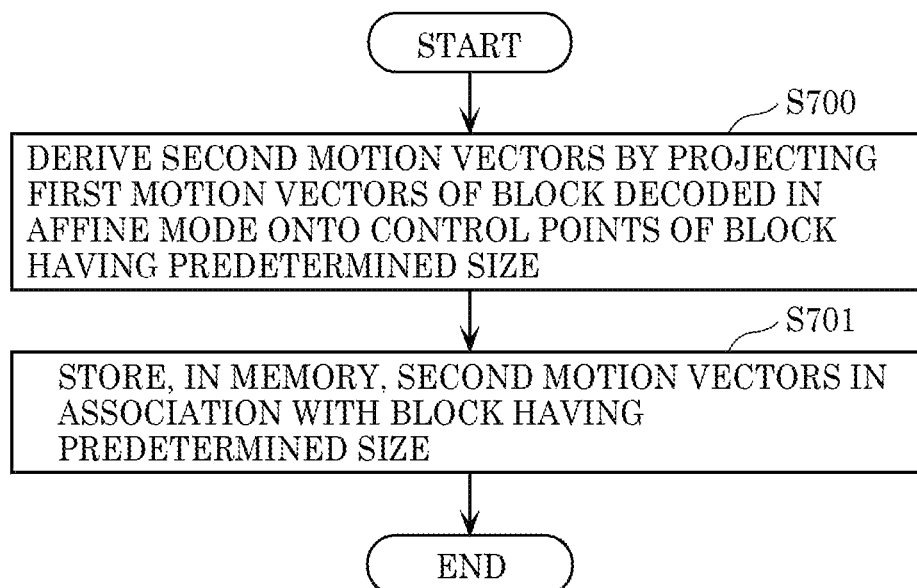 START
S700
DERIVE SECOND MOTION VECTORS BY PROJECTING
FIRST MOTION VECTORS OF BLOCK DECODED IN
AFFINE MODE ONTO CONTROL POINTS OF BLOCK
HAVING PREDETERMINED SIZE
S701
STORE, IN MEMORY, SECOND MOTION VECTORS IN
ASSOCIATION WITH BLOCK HAVING
PREDETERMINED SIZE
END